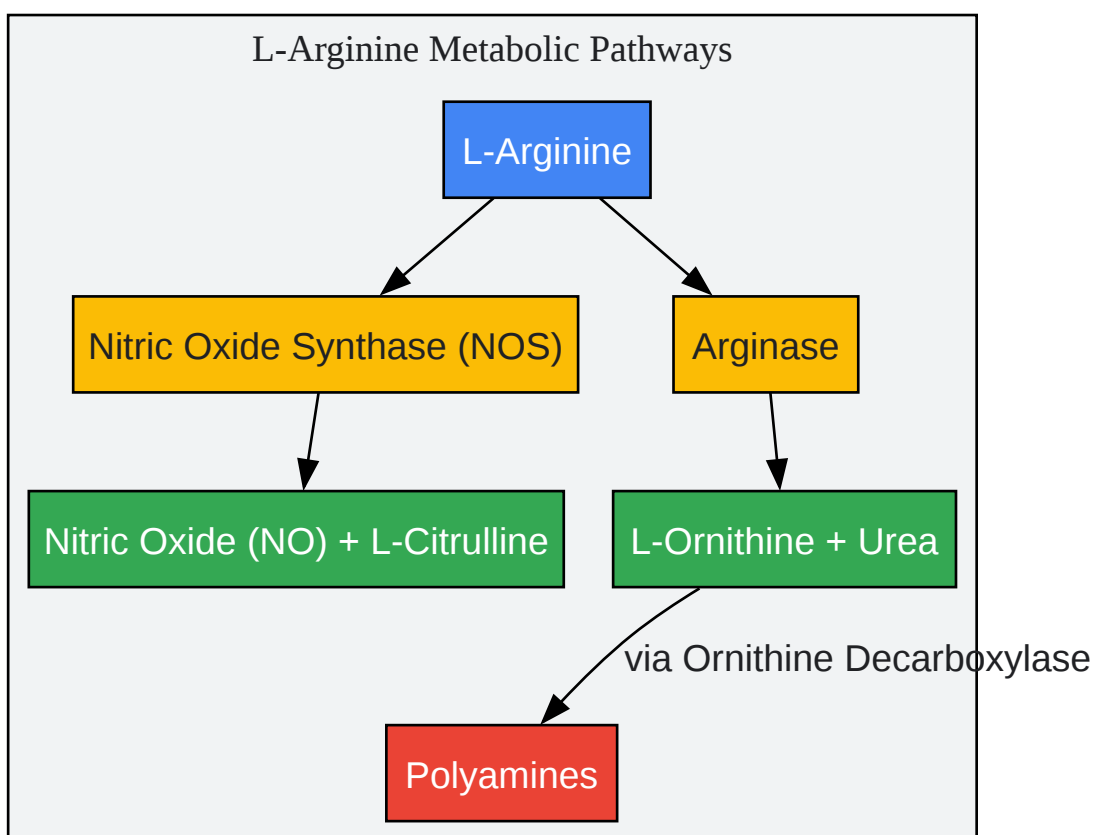 L-Arginine Metabolic Pathways
L-Arginine
Nitric Oxide Synthase (NOS)
Arginase
Nitric Oxide (NO) + L-Citrulline
L-Ornithine + Urea
via Ornithine Decarboxylase
Polyamines